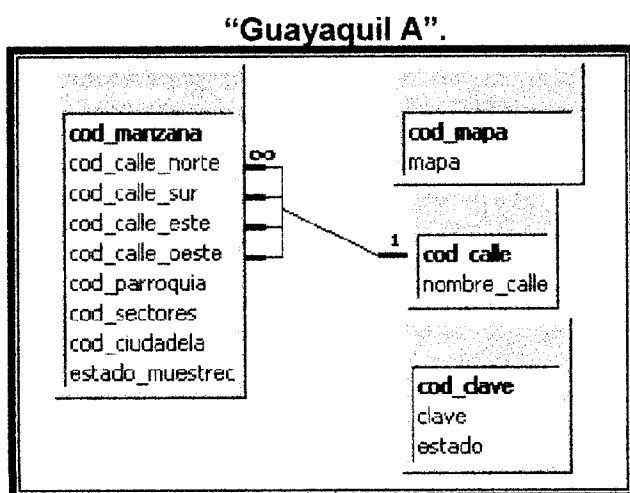 “Guayaquil A”.
cod_manzana
cod_calle_norte
cod_calle_sur
cod_calle_este
cod_calle_oeste
cod_parroquia
cod_sectores
cod_ciudadela
estado_muestrec
∞
1
cod_mapa
mapa
cod_calle
nombre_calle
cod_clave
clave
estado